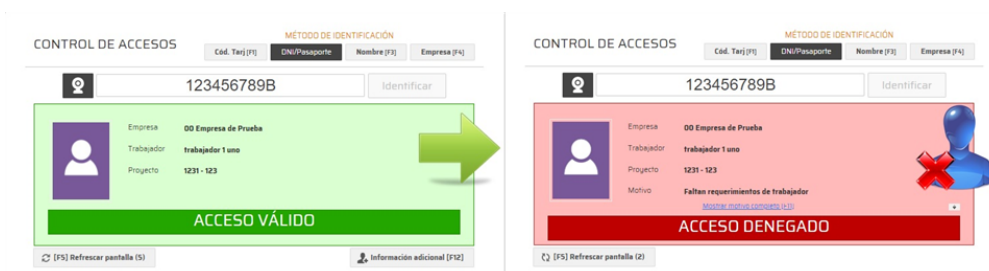 MÉTODO DE IDENTIFICACIÓN
CONTROL DE ACCESOS
Cód. Tarj [F1] DNI/Pasaporte Nombre [F3] Empresa [F4]
123456789B Identificar
Empresa 00 Empresa de Prueba
Trabajador trabajador 1 uno
Proyecto 1231 - 123
ACCESO VÁLIDO
[F5] Refrescar pantalla (5) Información adicional [F12]
MÉTODO DE IDENTIFICACIÓN
CONTROL DE ACCESOS
Cód. Tarj [F1] DNI/Pasaporte Nombre [F3] Empresa [F4]
123456789B Identificar
Empresa 00 Empresa de Prueba
Trabajador trabajador 1 uno
Proyecto 1231 - 123
Motivo Faltan requerimientos de trabajador
Mostrar motivo completo [F11]
ACCESO DENEGADO
[F5] Refrescar pantalla (2)